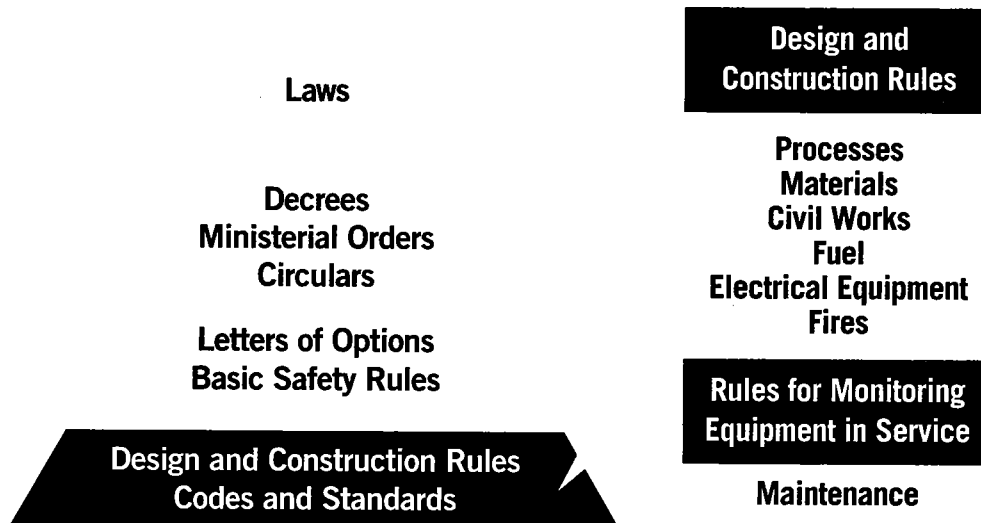 Laws
Decrees
Ministerial Orders
Circulars
Letters of Options
Basic Safety Rules
Design and Construction Rules
Codes and Standards
Design and
Construction Rules
Processes
Materials
Civil Works
Fuel
Electrical Equipment
Fires
Rules for Monitoring
Equipment in Service
Maintenance